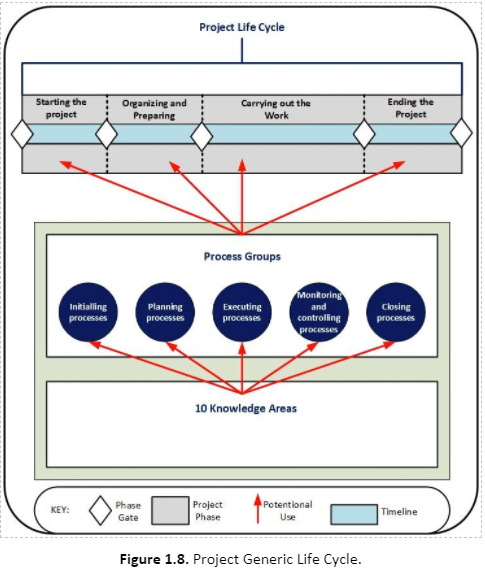 Project Life Cycle
Starting the
project
Organizing and
Preparing
Carrying out the
Work
Ending the
Project
Process Groups
Initialling
processes
Planning
processes
Executing
processes
Monitoring
and
controlling
processes
Closing
processes
10 Knowledge Areas
KEY:
Phase
Gate
Project
Phase
Potentional
Use
Timeline
Figure 1.8. Project Generic Life Cycle.